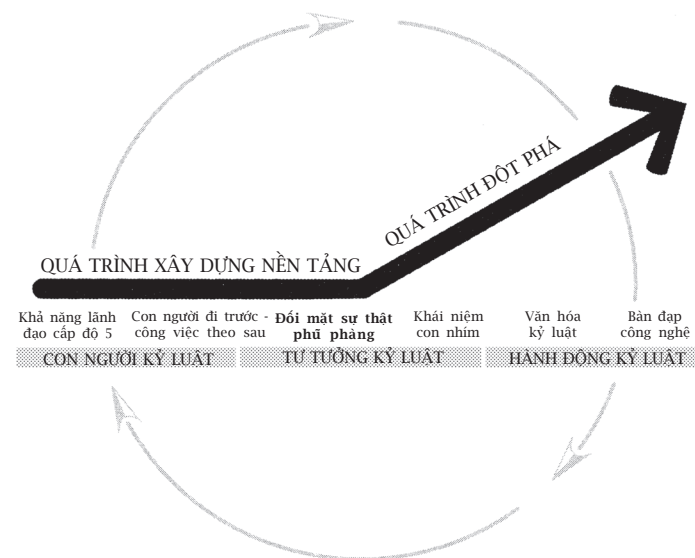 QUÁ TRÌNH ĐỘT PHÁ
QUÁ TRÌNH XÂY DỰNG NỀN TẢNG
Khả năng lãnh
đạo cấp độ 5
Con người đi trước -
công việc theo sau
Đối mặt sự thật
phũ phàng
Khái niệm
con nhím
Văn hóa
kỷ luật
Bàn đạp
công nghệ
CON NGƯỜI KỶ LUẬT
TƯ TƯỞNG KỶ LUẬT
HÀNH ĐỘNG KỶ LUẬT